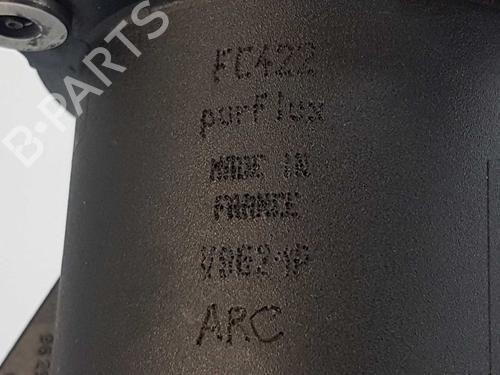 FC422
purFlux
MADE IN
FRANCE
ARC
B-PARTS